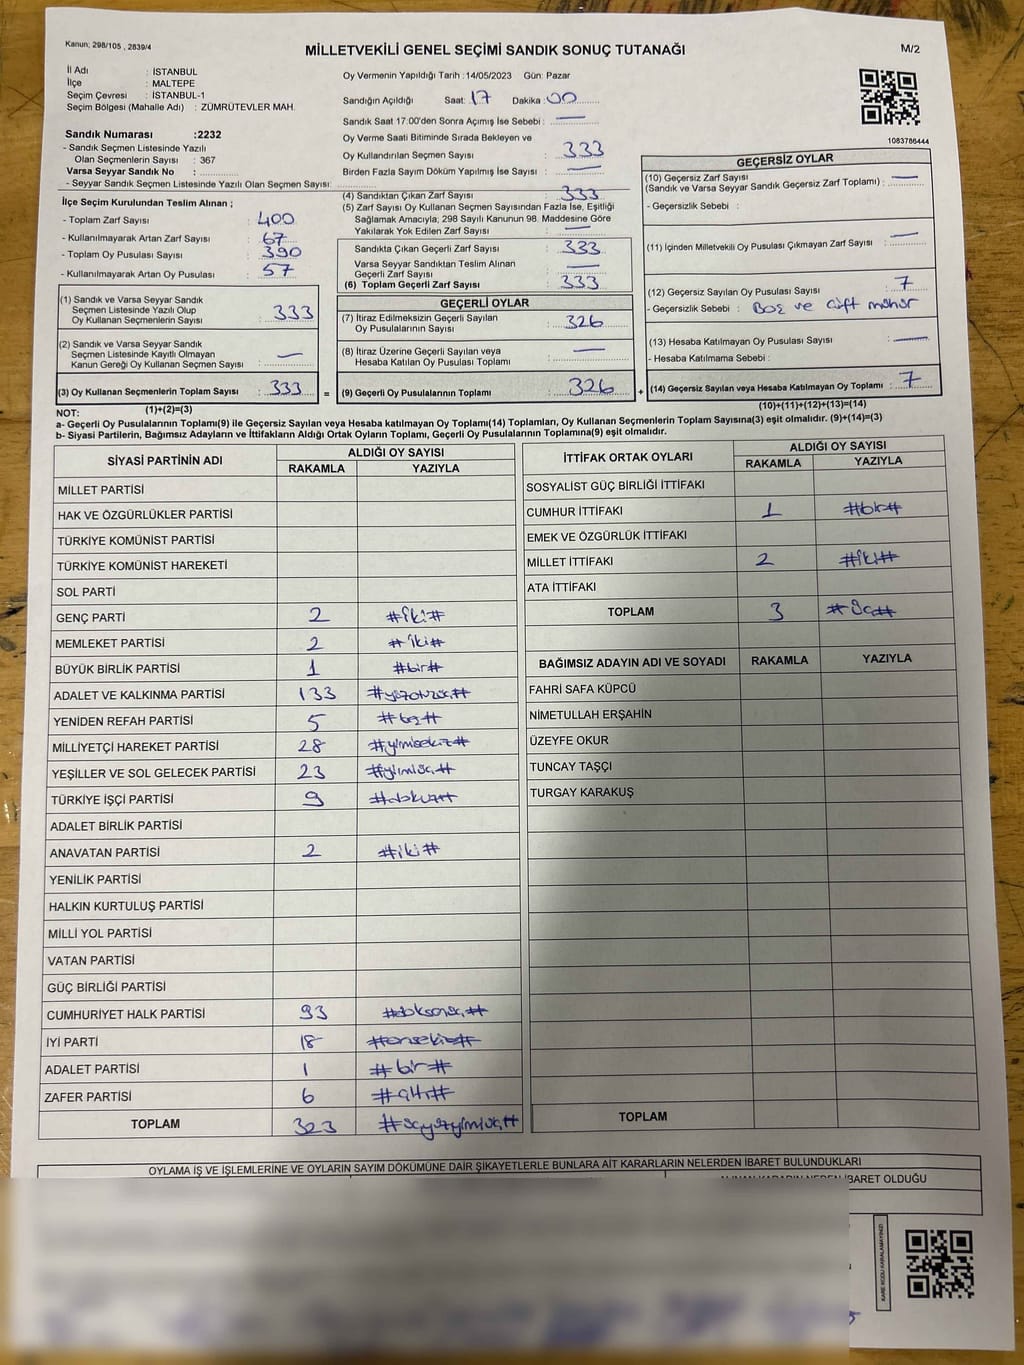 Kanun; 298/105 , 2839/4
MİLLETVEKİLİ GENEL SEÇİMİ SANDIK SONUÇ TUTANAĞI
M/2
İl Adı : İSTANBUL
İlçe : MALTEPE
Seçim Çevresi : İSTANBUL-1
Seçim Bölgesi (Mahalle Adı) : ZÜMRÜTEVLER MAH.
Sandık Numarası :2232
- Sandık Seçmen Listesinde Yazılı
Olan Seçmenlerin Sayısı : 367
Varsa Seyyar Sandık No :
- Seyyar Sandık Seçmen Listesinde Yazılı Olan Seçmen Sayısı:
Oy Vermenin Yapıldığı Tarih :14/05/2023 Gün: Pazar
Sandığın Açıldığı Saat: 17 Dakika :00
Sandık Saat 17.00'den Sonra Açımış İse Sebebi : —
Oy Verme Saati Bitiminde Sırada Bekleyen ve
Oy Kullandırılan Seçmen Sayısı : 333
Birden Fazla Sayım Döküm Yapılmış İse Sayısı : —
1083786444
İlçe Seçim Kurulundan Teslim Alınan ;
- Toplam Zarf Sayısı : 400
- Kullanılmayarak Artan Zarf Sayısı : 67
- Toplam Oy Pusulası Sayısı : 390
- Kullanılmayarak Artan Oy Pusulası : 57
(4) Sandıktan Çıkan Zarf Sayısı : 333
(5) Zarf Sayısı Oy Kullanan Seçmen Sayısından Fazla İse, Eşitliği
Sağlamak Amacıyla; 298 Sayılı Kanunun 98. Maddesine Göre
Yakılarak Yok Edilen Zarf Sayısı : —
Sandıkta Çıkan Geçerli Zarf Sayısı : 333
Varsa Seyyar Sandıktan Teslim Alınan
Geçerli Zarf Sayısı : —
(6) Toplam Geçerli Zarf Sayısı : 333
GEÇERSİZ OYLAR
(10) Geçersiz Zarf Sayısı
(Sandık ve Varsa Seyyar Sandık Geçersiz Zarf Toplamı) : —
- Geçersizlik Sebebi :
(11) İçinden Milletvekili Oy Pusulası Çıkmayan Zarf Sayısı : —
(12) Geçersiz Sayılan Oy Pusulası Sayısı : 7
- Geçersizlik Sebebi : Boş ve çift mühür
(13) Hesaba Katılmayan Oy Pusulası Sayısı : —
- Hesaba Katılmama Sebebi :
(14) Geçersiz Sayılan veya Hesaba Katılmayan Oy Toplamı : 7
(10)+(11)+(12)+(13)=(14)
(1) Sandık ve Varsa Seyyar Sandık
Seçmen Listesinde Yazılı Olup
Oy Kullanan Seçmenlerin Sayısı : 333
(2) Sandık ve Varsa Seyyar Sandık
Seçmen Listesinde Kayıtlı Olmayan
Kanun Gereği Oy Kullanan Seçmen Sayısı : —
(3) Oy Kullanan Seçmenlerin Toplam Sayısı : 333 =
(1)+(2)=(3)
GEÇERLİ OYLAR
(7) İtiraz Edilmeksizin Geçerli Sayılan
Oy Pusulalarının Sayısı : 326
(8) İtiraz Üzerine Geçerli Sayılan veya
Hesaba Katılan Oy Pusulası Toplamı : —
(9) Geçerli Oy Pusulalarının Toplamı : 326 +
NOT:
a- Geçerli Oy Pusulalarının Toplamı(9) ile Geçersiz Sayılan veya Hesaba katılmayan Oy Toplamı(14) Toplamları, Oy Kullanan Seçmenlerin Toplam Sayısına(3) eşit olmalıdır. (9)+(14)=(3)
b- Siyasi Partilerin, Bağımsız Adayların ve İttifakların Aldığı Ortak Oyların Toplamı, Geçerli Oy Pusulalarının Toplamına(9) eşit olmalıdır.
SİYASİ PARTİNİN ADI ALDIĞI OY SAYISI
RAKAMLA YAZIYLA
MİLLET PARTİSİ
HAK VE ÖZGÜRLÜKLER PARTİSİ
TÜRKİYE KOMÜNİST PARTİSİ
TÜRKİYE KOMÜNİST HAREKETİ
SOL PARTİ
GENÇ PARTİ 2 #iki#
MEMLEKET PARTİSİ 2 #iki#
BÜYÜK BİRLİK PARTİSİ 1 #bir#
ADALET VE KALKINMA PARTİSİ 133 #yüzotuzüç#
YENİDEN REFAH PARTİSİ 5 #beş#
MİLLİYETÇİ HAREKET PARTİSİ 28 #yirmisekiz#
YEŞİLLER VE SOL GELECEK PARTİSİ 23 #yirmiüç#
TÜRKİYE İŞÇİ PARTİSİ 9 #dokuz#
ADALET BİRLİK PARTİSİ
ANAVATAN PARTİSİ 2 #iki#
YENİLİK PARTİSİ
HALKIN KURTULUŞ PARTİSİ
MİLLİ YOL PARTİSİ
VATAN PARTİSİ
GÜÇ BİRLİĞİ PARTİSİ
CUMHURİYET HALK PARTİSİ 93 #doksanüç#
İYİ PARTİ 18 #onsekiz#
ADALET PARTİSİ 1 #bir#
ZAFER PARTİSİ 6 #altı#
TOPLAM 323 #üçyüzyirmiüç#
İTTİFAK ORTAK OYLARI ALDIĞI OY SAYISI
RAKAMLA YAZIYLA
SOSYALİST GÜÇ BİRLİĞİ İTTİFAKI
CUMHUR İTTİFAKI 1 #bir#
EMEK VE ÖZGÜRLÜK İTTİFAKI
MİLLET İTTİFAKI 2 #iki#
ATA İTTİFAKI
TOPLAM 3 #üç#
BAĞIMSIZ ADAYIN ADI VE SOYADI RAKAMLA YAZIYLA
FAHRİ SAFA KÜPCÜ
NİMETULLAH ERŞAHİN
ÜZEYFE OKUR
TUNCAY TAŞÇI
TURGAY KARAKUŞ
TOPLAM
OYLAMA İŞ VE İŞLEMLERİNE VE OYLARIN SAYIM DÖKÜMÜNE DAİR ŞİKAYETLERLE BUNLARA AİT KARARLARIN NELERDEN İBARET BULUNDUKLARI
ALINAN KARARIN NEDEN İBARET OLDUĞU
KARE KODU KARALAMAYINIZ!